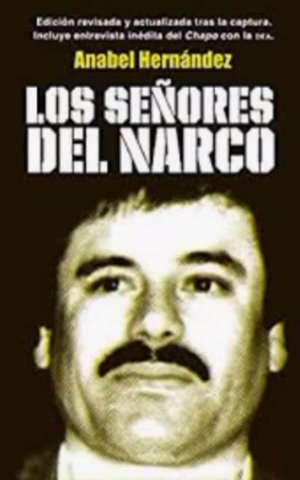 Edición revisada y actualizada tras la captura.
Incluye entrevista inédita del Chapo con la DEA.
Anabel Hernández
LOS SEÑORES
DEL NARCO